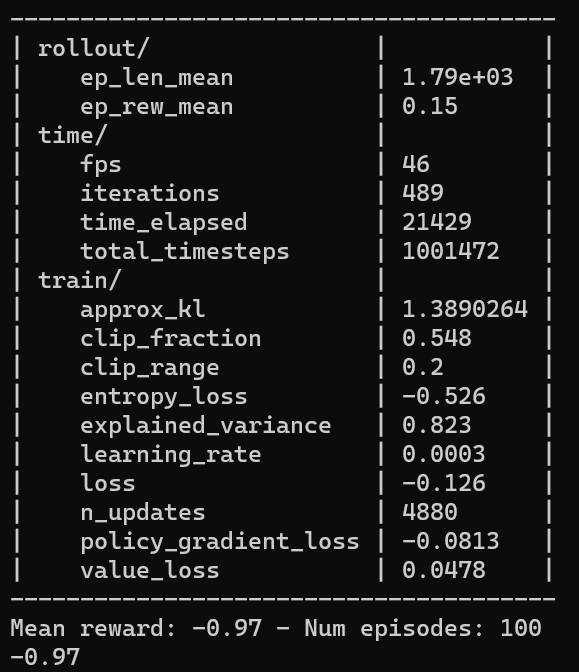 ----------------------------------------
| rollout/                |            |
|    ep_len_mean          | 1.79e+03   |
|    ep_rew_mean          | 0.15       |
| time/                   |            |
|    fps                  | 46         |
|    iterations           | 489        |
|    time_elapsed         | 21429      |
|    total_timesteps      | 1001472    |
| train/                  |            |
|    approx_kl            | 1.3890264  |
|    clip_fraction        | 0.548      |
|    clip_range           | 0.2        |
|    entropy_loss         | -0.526     |
|    explained_variance   | 0.823      |
|    learning_rate        | 0.0003     |
|    loss                 | -0.126     |
|    n_updates            | 4880       |
|    policy_gradient_loss | -0.0813    |
|    value_loss           | 0.0478     |
----------------------------------------
Mean reward: -0.97 - Num episodes: 100
-0.97